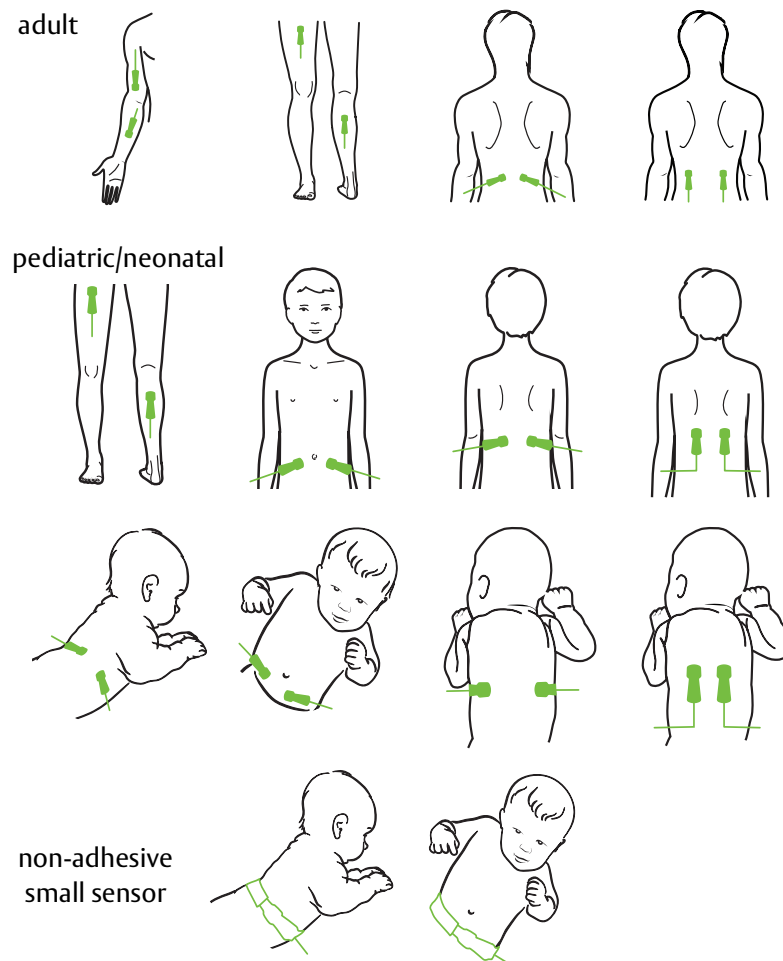 adult
pediatric/neonatal
non-adhesive
small sensor